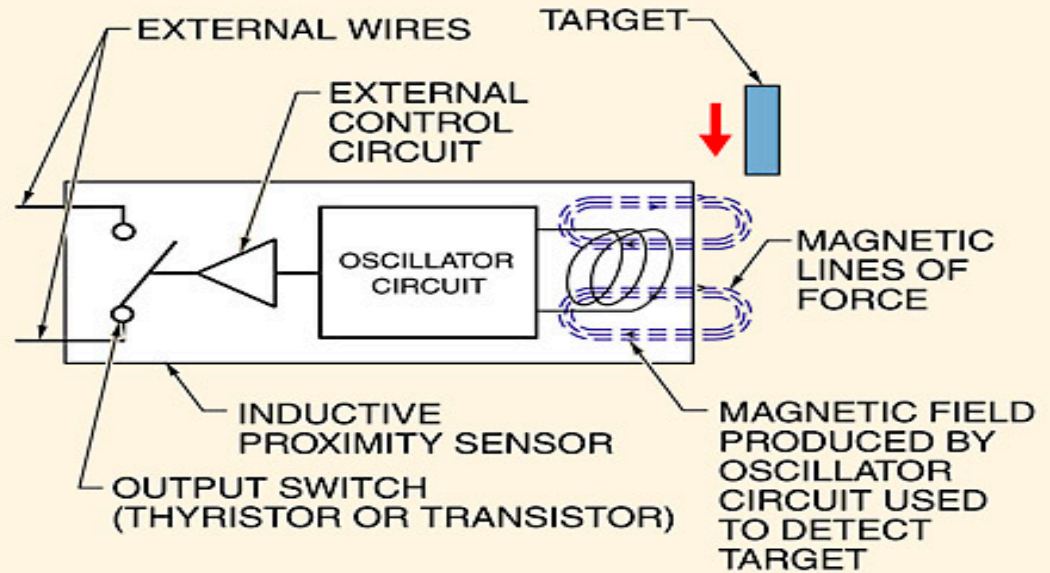 EXTERNAL WIRES
TARGET
EXTERNAL
CONTROL
CIRCUIT
OSCILLATOR
CIRCUIT
MAGNETIC
LINES OF
FORCE
INDUCTIVE
PROXIMITY SENSOR
OUTPUT SWITCH
(THYRISTOR OR TRANSISTOR)
MAGNETIC FIELD
PRODUCED BY
OSCILLATOR
CIRCUIT USED
TO DETECT
TARGET